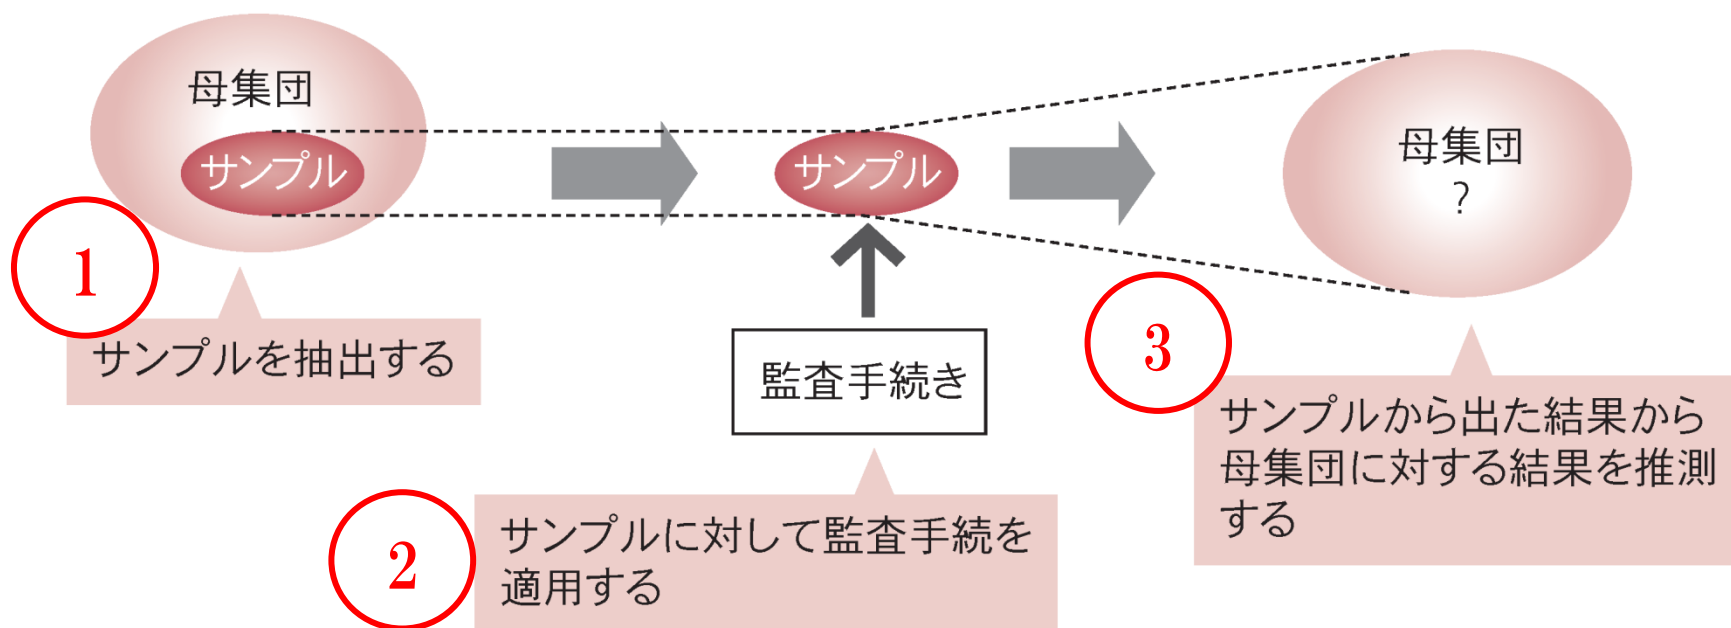 母集団
サンプル
1
サンプルを抽出する
サンプル
監査手続き
2
サンプルに対して監査手続を
適用する
母集団
?
3
サンプルから出た結果から
母集団に対する結果を推測
する